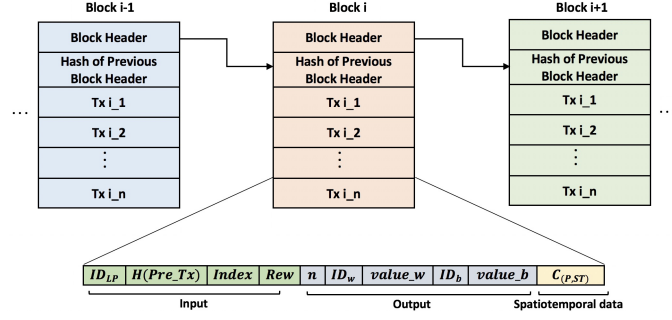 Block i-1
Block Header
Hash of Previous
Block Header
Tx i_1
Tx i_2
⋮
Tx i_n
Block i
Block Header
Hash of Previous
Block Header
Tx i_1
Tx i_2
⋮
Tx i_n
Block i+1
Block Header
Hash of Previous
Block Header
Tx i_1
Tx i_2
⋮
Tx i_n
...
...
ID_LP H(Pre_Tx) Index Rew n ID_w value_w ID_b value_b C_(P,ST)
Input Output Spatiotemporal data